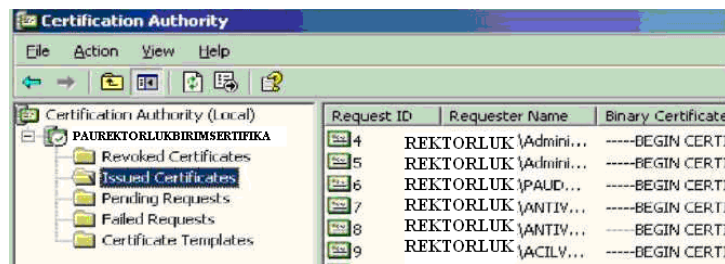 Certification Authority
File Action View Help
Certification Authority (Local)
PAUREKTORLUKBIRIMSERTIFIKA
Revoked Certificates
Issued Certificates
Pending Requests
Failed Requests
Certificate Templates
Request ID Requester Name Binary Certificate
4 REKTORLUK\Admini... -----BEGIN CERTI
5 REKTORLUK\Admini... -----BEGIN CERTI
6 REKTORLUK\PAUD... -----BEGIN CERTI
7 REKTORLUK\ANTIV... -----BEGIN CERTI
8 REKTORLUK\ANTIV... -----BEGIN CERTI
9 REKTORLUK\ACILV... -----BEGIN CERTI